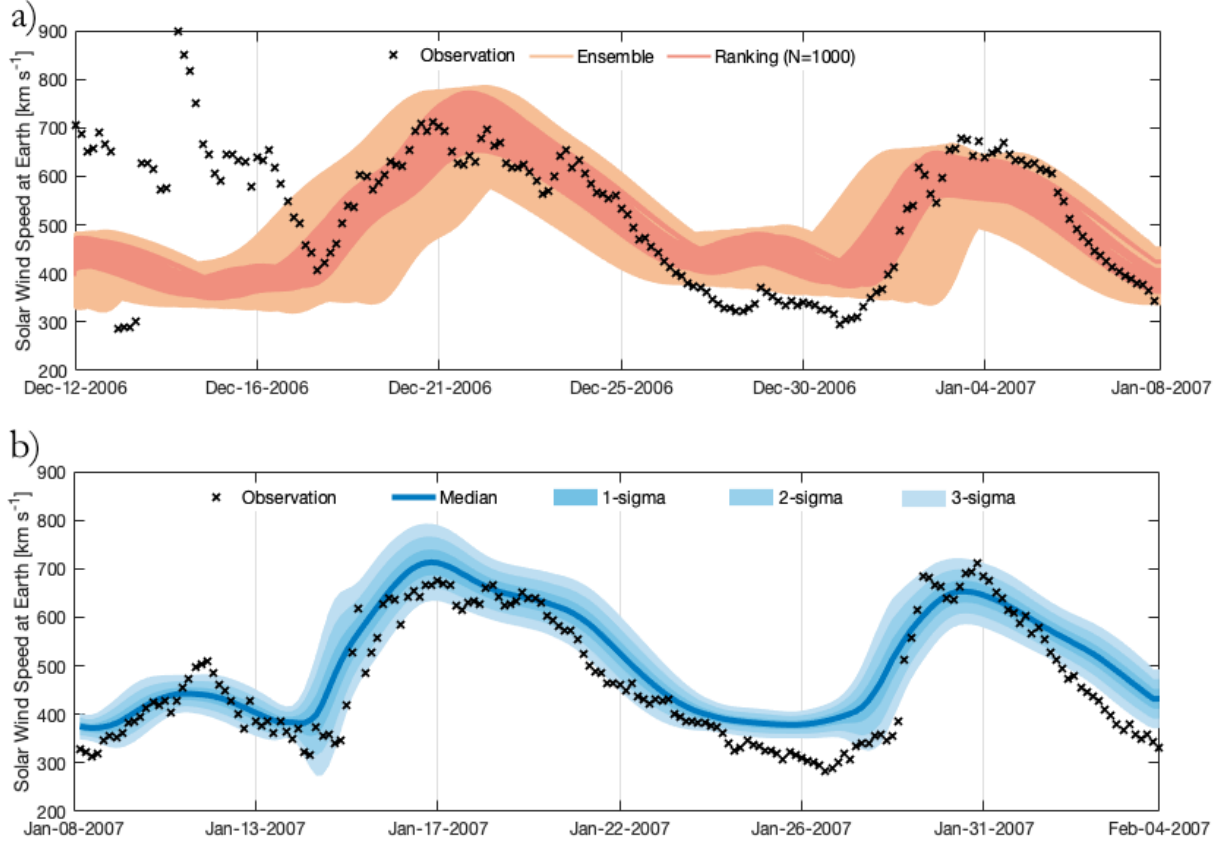 a)
Solar Wind Speed at Earth [km s⁻¹]
900
800
700
600
500
400
300
200
Observation Ensemble Ranking (N=1000)
Dec-12-2006 Dec-16-2006 Dec-21-2006 Dec-25-2006 Dec-30-2006 Jan-04-2007 Jan-08-2007
b)
Solar Wind Speed at Earth [km s⁻¹]
900
800
700
600
500
400
300
200
Observation Median 1-sigma 2-sigma 3-sigma
Jan-08-2007 Jan-13-2007 Jan-17-2007 Jan-22-2007 Jan-26-2007 Jan-31-2007 Feb-04-2007